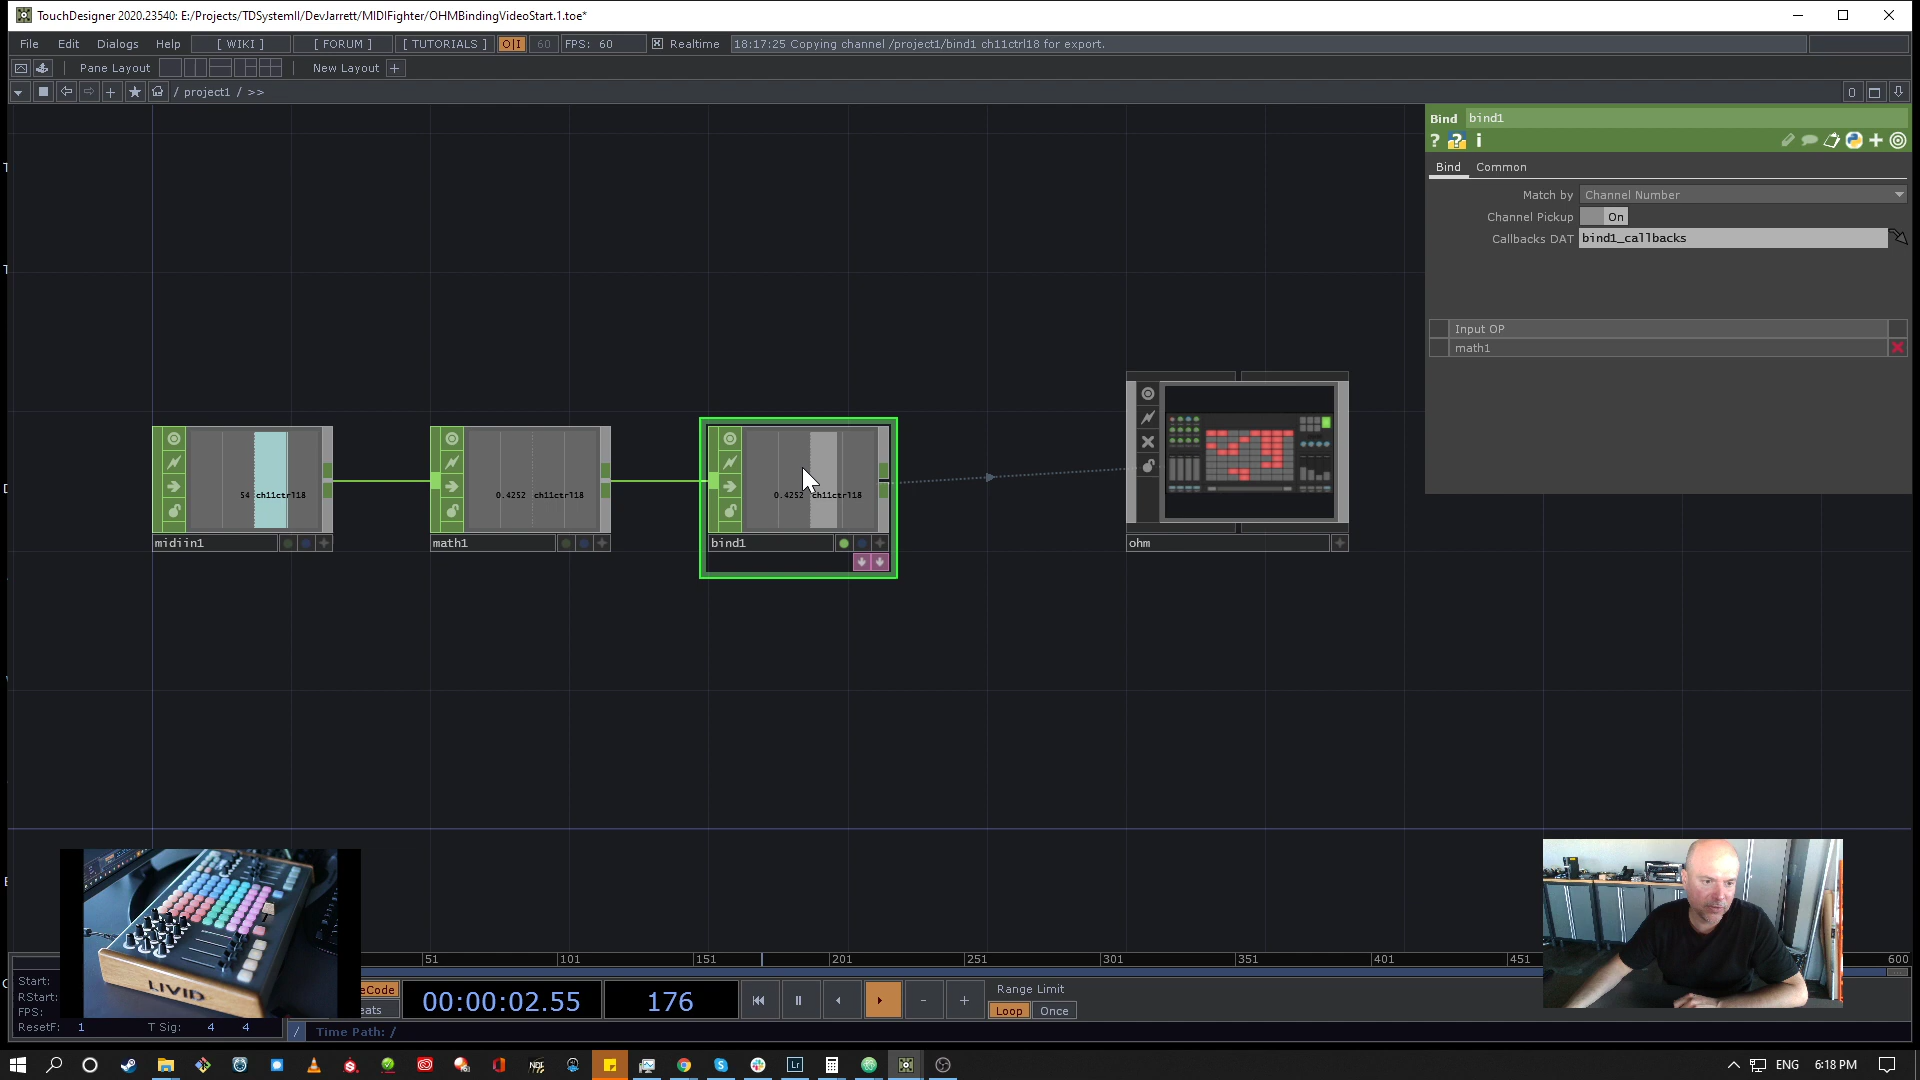 TouchDesigner 2020.23540: E:/Projects/TDSystemII/DevJarrett/MIDIFighter/OHMBindingVideoStart.1.toe*
File Edit Dialogs Help [ WIKI ] [ FORUM ] [ TUTORIALS ] O|I 60 FPS: 60 Realtime 18:17:25 Copying channel /project1/bind1 ch11ctrl18 for export.
Pane Layout New Layout +
/ project1 / >> 0
Bind bind1
? ? i
Bind Common
Match by Channel Number
Channel Pickup On
Callbacks DAT bind1_callbacks
Input OP
math1
54 ch11ctrl18
0.4252 ch11ctrl18
0.4252 ch11ctrl18
midiin1
math1
bind1
ohm
LIVID
51 101 151 201 251 301 351 401 451 600
Start:
RStart:
FPS:
ResetF: 1 T Sig: 4 4
eCode
eats
00:00:02.55 176
Range Limit
Loop Once
/ Time Path: /
Lr
ENG 6:18 PM